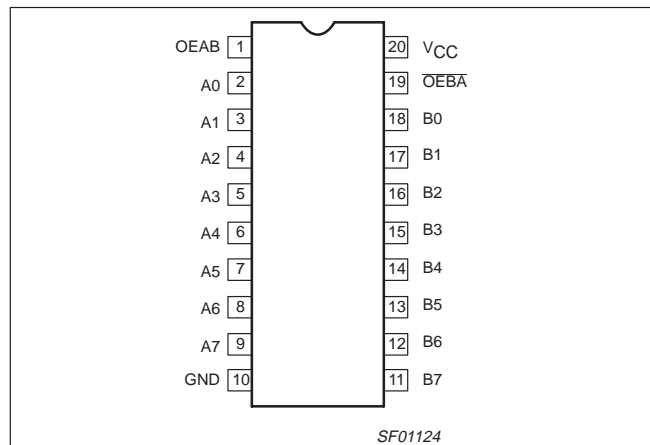 OEAB 1 20 VCC
A0 2 19 O̅E̅B̅A̅
A1 3 18 B0
A2 4 17 B1
A3 5 16 B2
A4 6 15 B3
A5 7 14 B4
A6 8 13 B5
A7 9 12 B6
GND 10 11 B7
SF01124